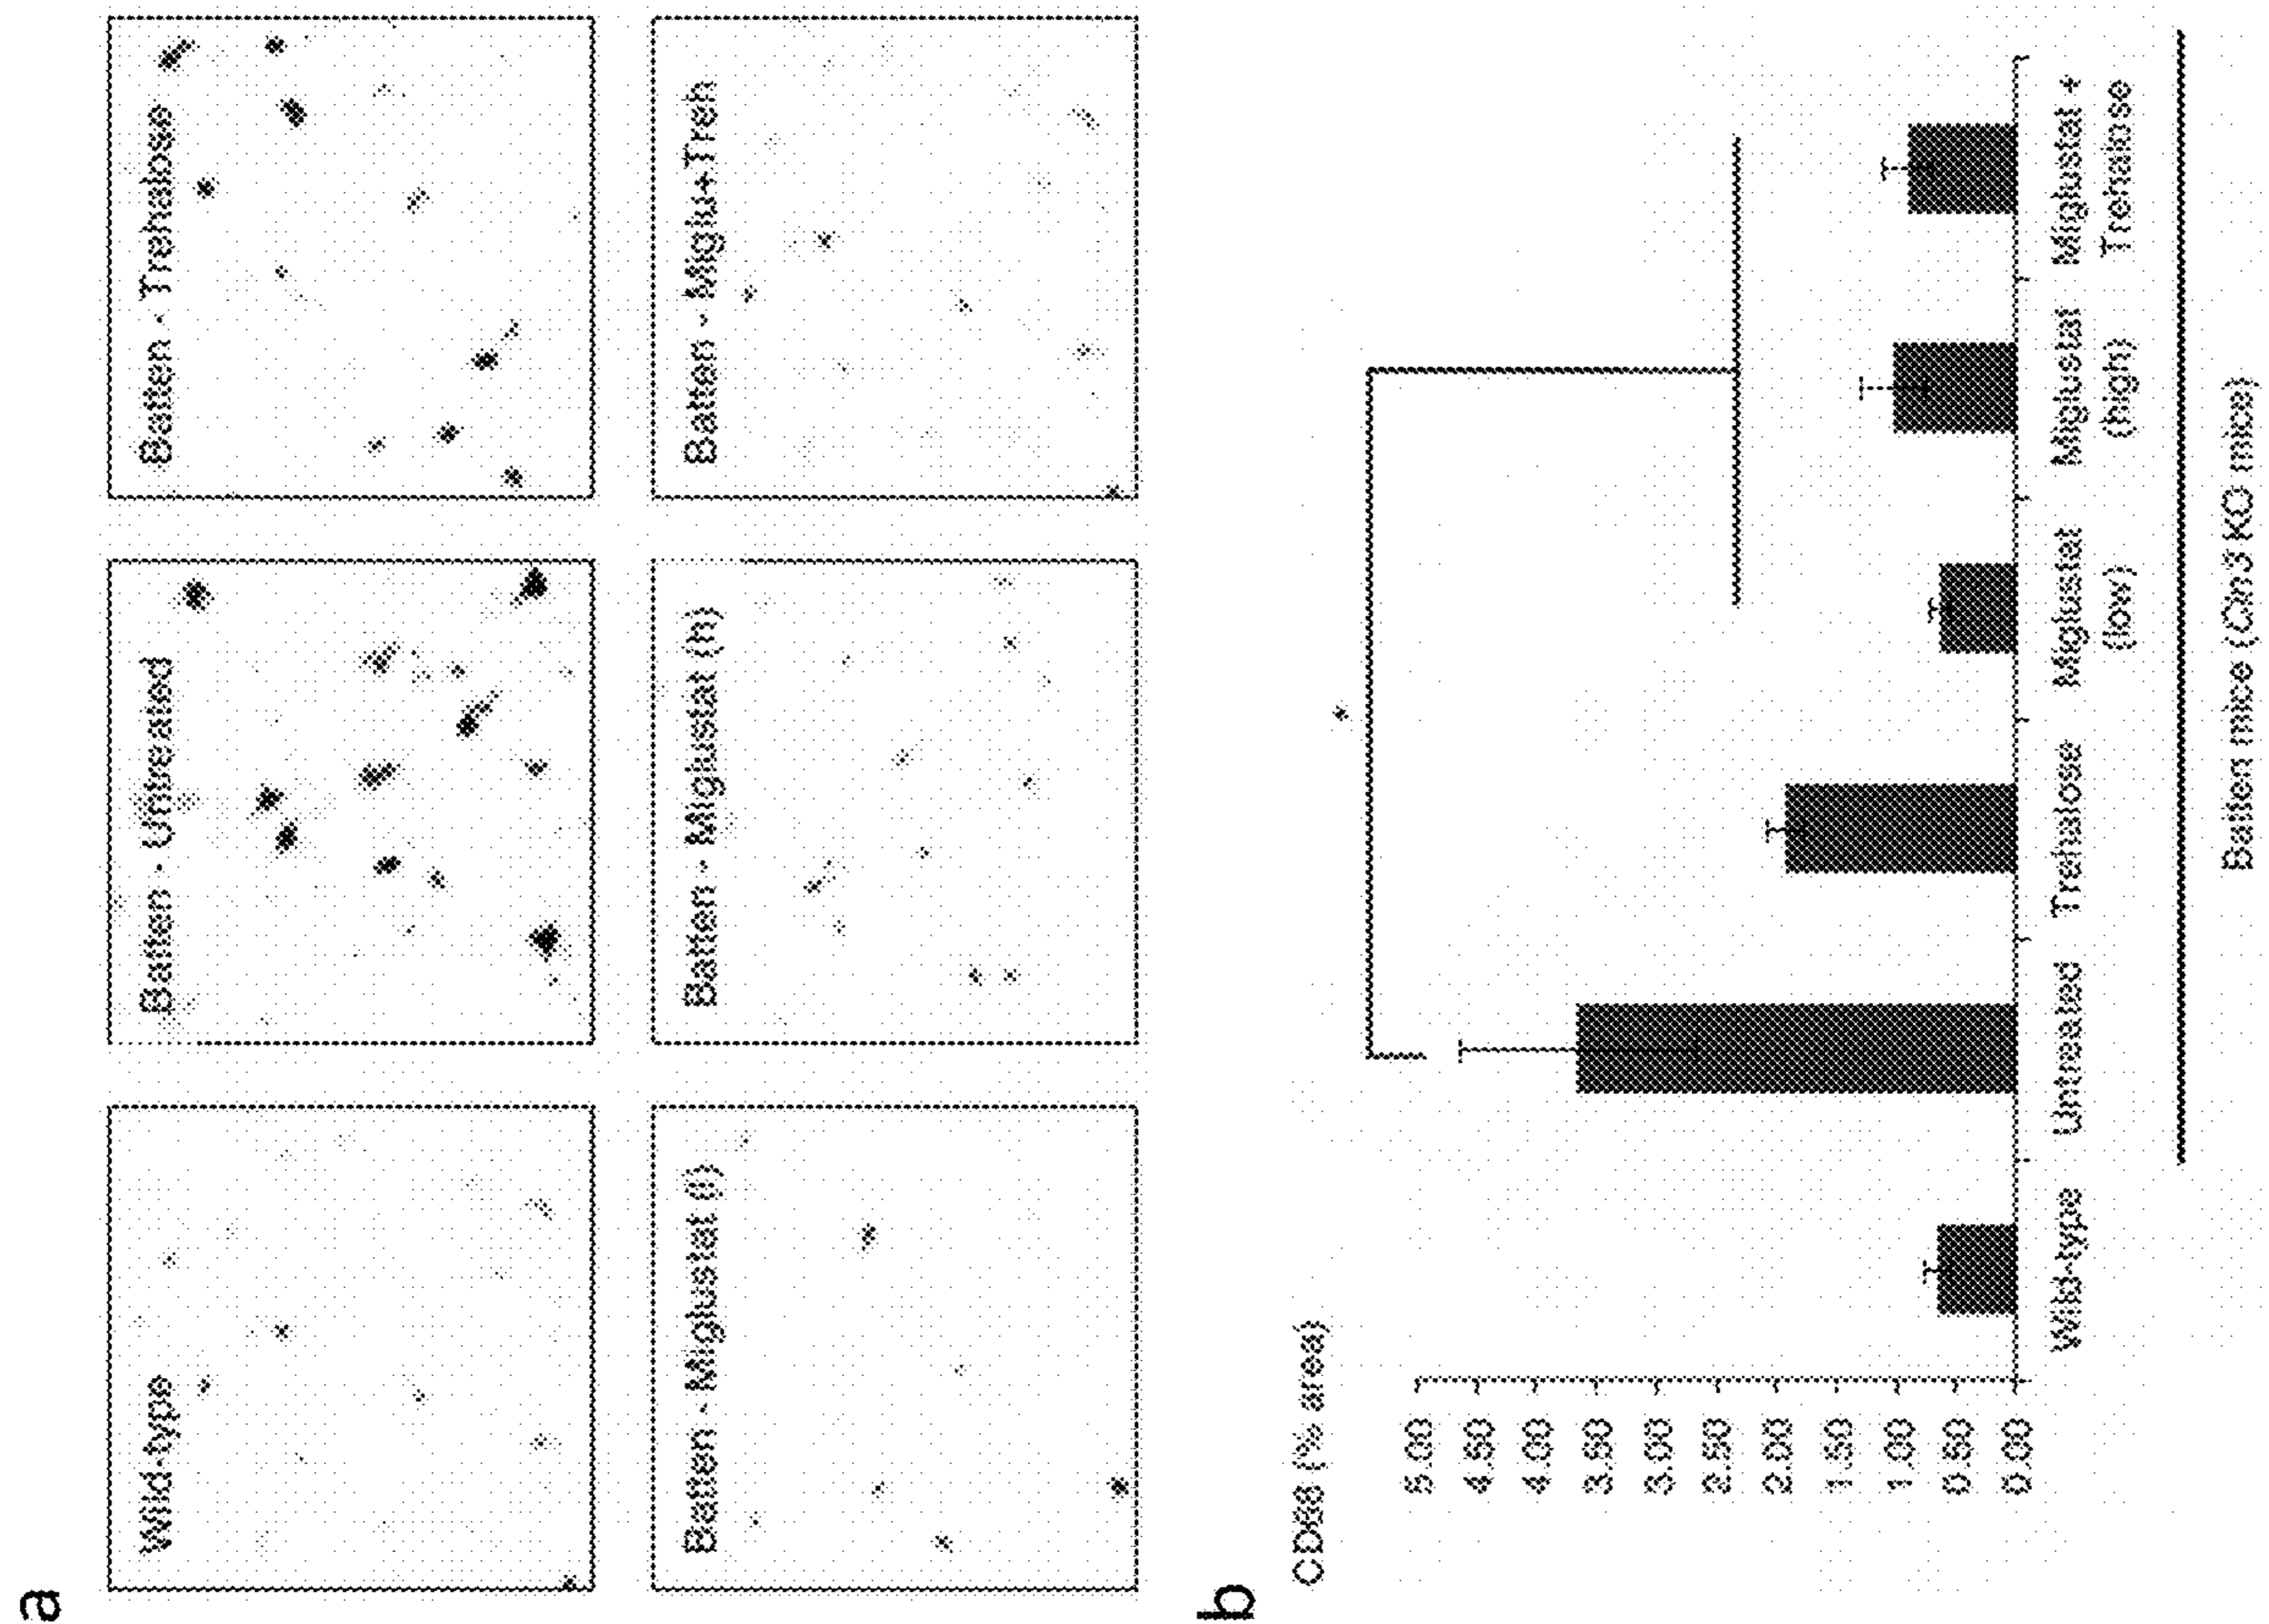 a
Wild-type
Batten - Untreated
Batten - Trehalose
Batten - Miglustat (l)
Batten - Miglustat (h)
Batten - Miglu+Treh
b
CD68 (% area)
5.00
4.50
4.00
3.50
3.00
2.50
2.00
1.50
1.00
0.50
0.00
*
Wild-type
Untreated
Trehalose
Miglustat
(low)
Miglustat
(high)
Miglustat +
Trehalose
Batten mice (Cln3 KO mice)